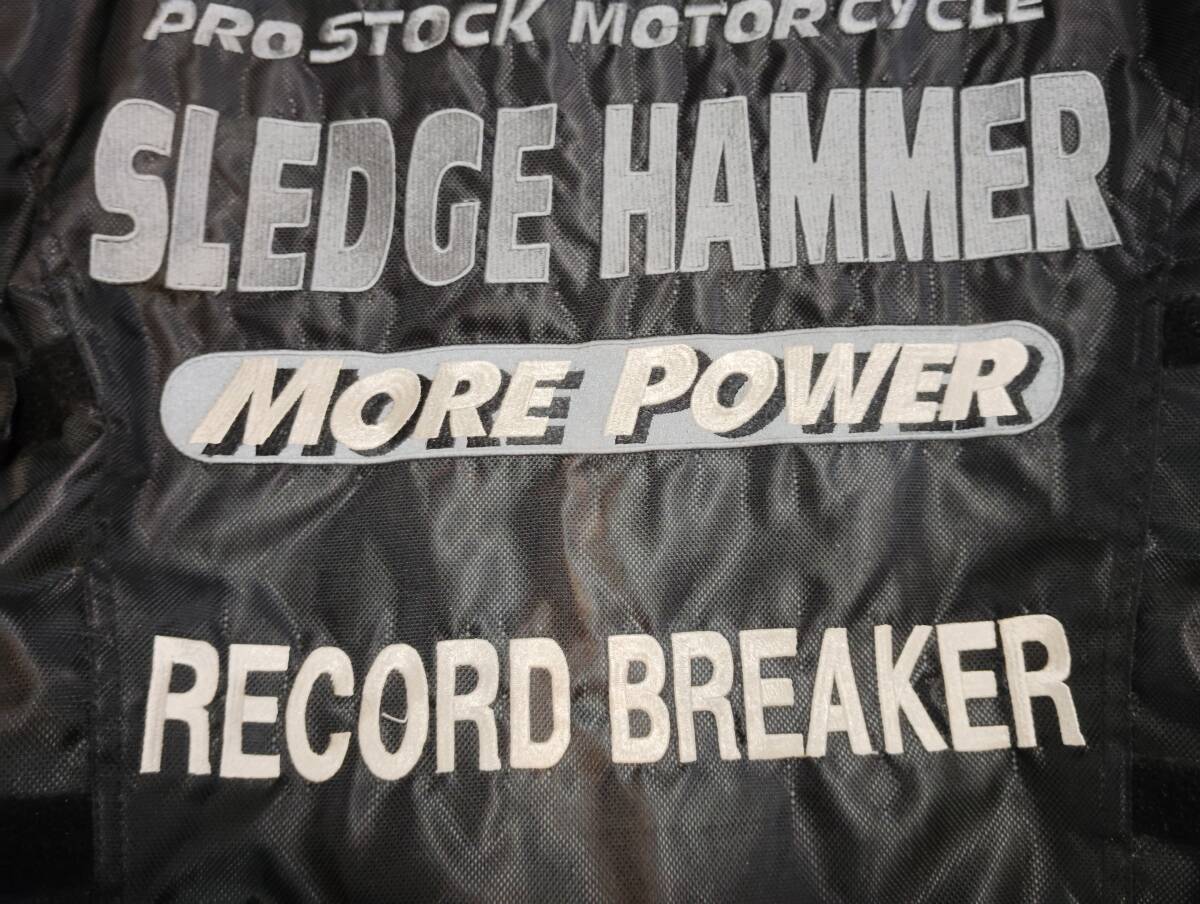 PRO STOCK MOTORCYCLE
SLEDGE HAMMER
MORE POWER
RECORD BREAKER